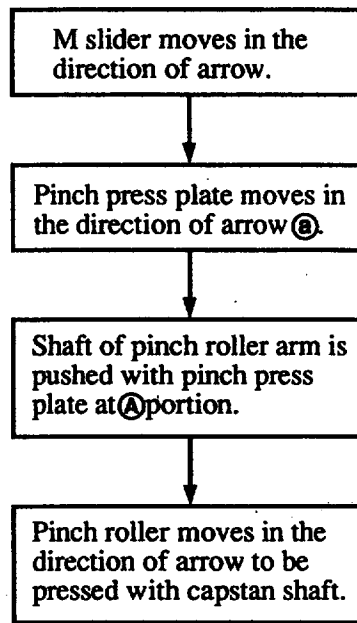 M slider moves in the
direction of arrow.
Pinch press plate moves in
the direction of arrow ⓐ.
Shaft of pinch roller arm is
pushed with pinch press
plate at Ⓐ portion.
Pinch roller moves in the
direction of arrow to be
pressed with capstan shaft.